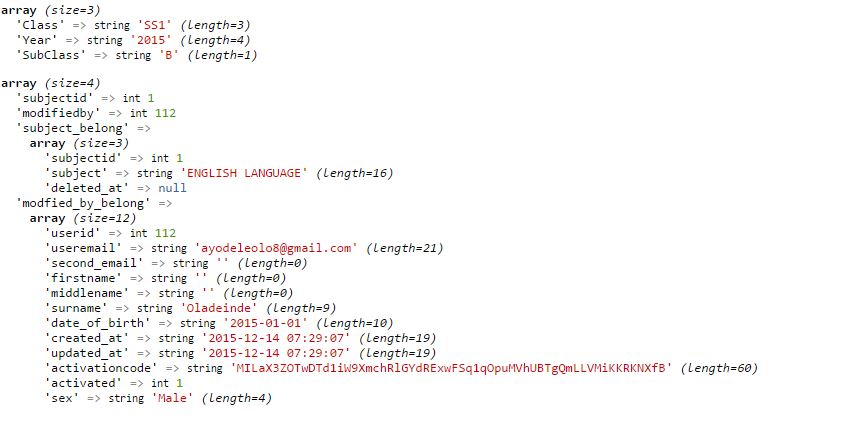 array (size=3)
'Class' => string 'SS1' (length=3)
'Year' => string '2015' (length=4)
'SubClass' => string 'B' (length=1)
array (size=4)
'subjectid' => int 1
'modifiedby' => int 112
'subject_belong' =>
array (size=3)
'subjectid' => int 1
'subject' => string 'ENGLISH LANGUAGE' (length=16)
'deleted_at' => null
'modfied_by_belong' =>
array (size=12)
'userid' => int 112
'useremail' => string 'ayodeleolo8@gmail.com' (length=21)
'second_email' => string '' (length=0)
'firstname' => string '' (length=0)
'middlename' => string '' (length=0)
'surname' => string 'Oladeinde' (length=9)
'date_of_birth' => string '2015-01-01' (length=10)
'created_at' => string '2015-12-14 07:29:07' (length=19)
'updated_at' => string '2015-12-14 07:29:07' (length=19)
'activationcode' => string 'MILaX3ZOTwDTd1iW9XmchRlGYdRExwFSq1qOpuMVhUBTgQmLLVMiKKRKNXfB' (length=60)
'activated' => int 1
'sex' => string 'Male' (length=4)